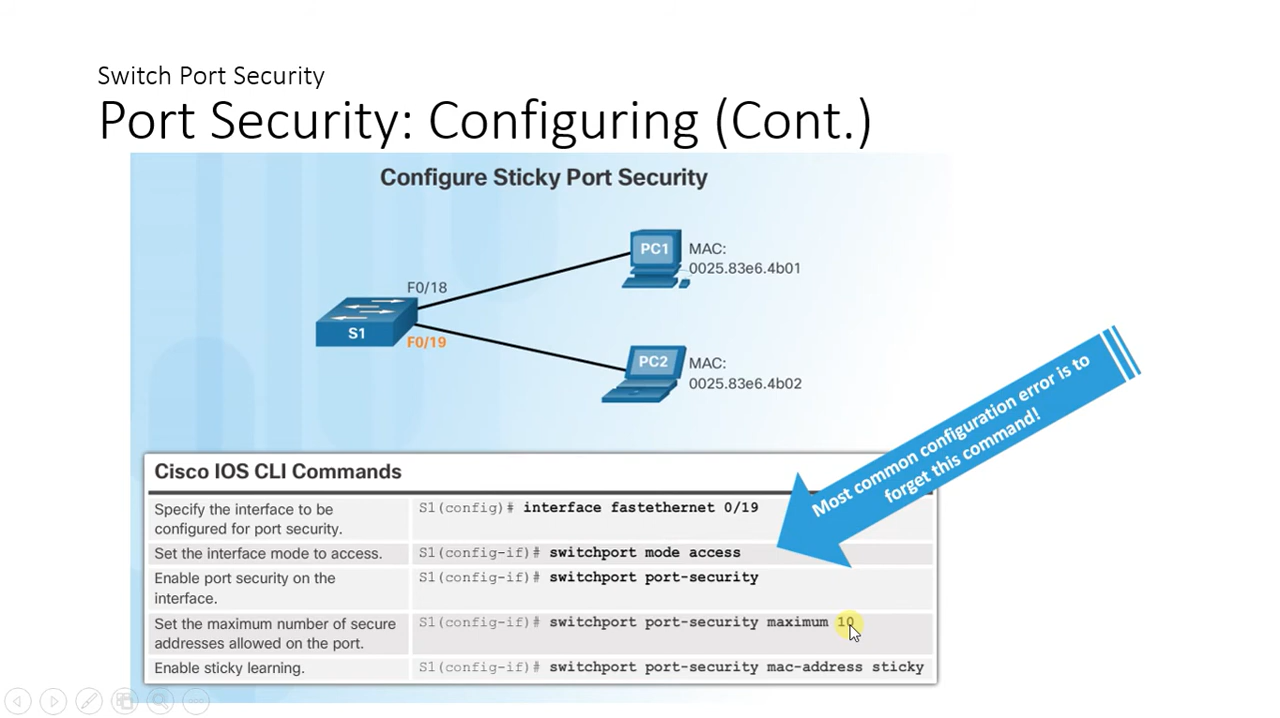 Switch Port Security
Port Security: Configuring (Cont.)
Configure Sticky Port Security
PC1
MAC:
0025.83e6.4b01
F0/18
S1
F0/19
PC2
MAC:
0025.83e6.4b02
Most common configuration error is to
forget this command!
Cisco IOS CLI Commands
Specify the interface to be
configured for port security.
S1(config)# interface fastethernet 0/19
Set the interface mode to access.
S1(config-if)# switchport mode access
Enable port security on the
interface.
S1(config-if)# switchport port-security
Set the maximum number of secure
addresses allowed on the port.
S1(config-if)# switchport port-security maximum 10
Enable sticky learning.
S1(config-if)# switchport port-security mac-address sticky